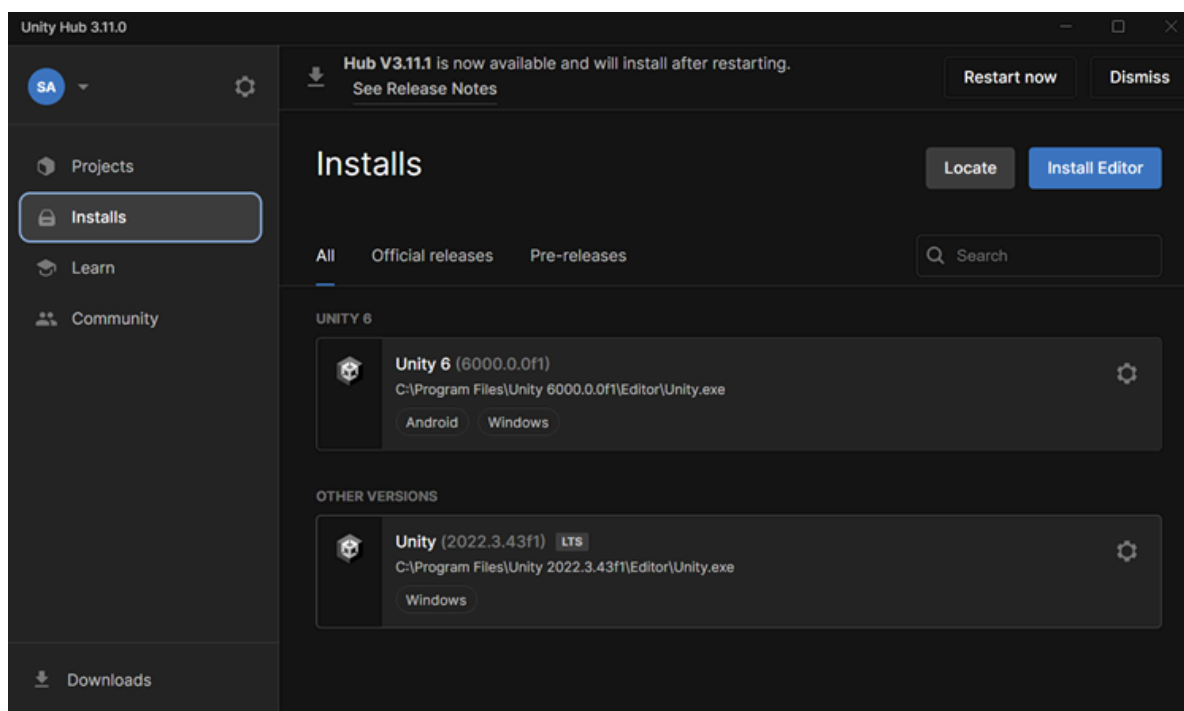 Unity Hub 3.11.0
SA
Hub V3.11.1 is now available and will install after restarting.
See Release Notes
Restart now
Dismiss
Projects
Installs
Learn
Community
Downloads
Installs
Locate
Install Editor
All
Official releases
Pre-releases
Search
UNITY 6
Unity 6 (6000.0.0f1)
C:\Program Files\Unity 6000.0.0f1\Editor\Unity.exe
Android
Windows
OTHER VERSIONS
Unity (2022.3.43f1) LTS
C:\Program Files\Unity 2022.3.43f1\Editor\Unity.exe
Windows